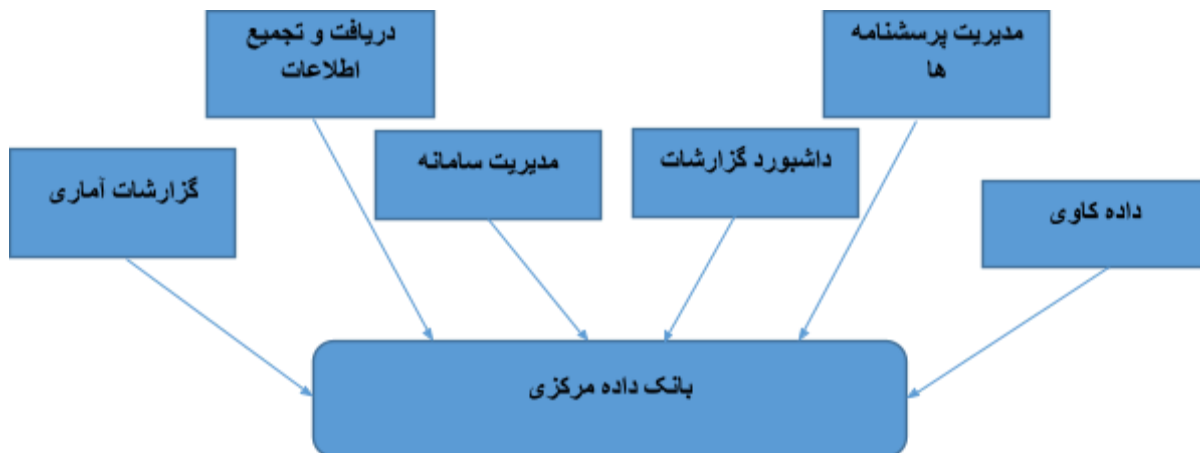 مدیریت پرسشنامه
ها
دریافت و تجمیع
اطلاعات
داشبورد گزارشات
مدیریت سامانه
گزارشات آماری
داده کاوی
بانک داده مرکزی